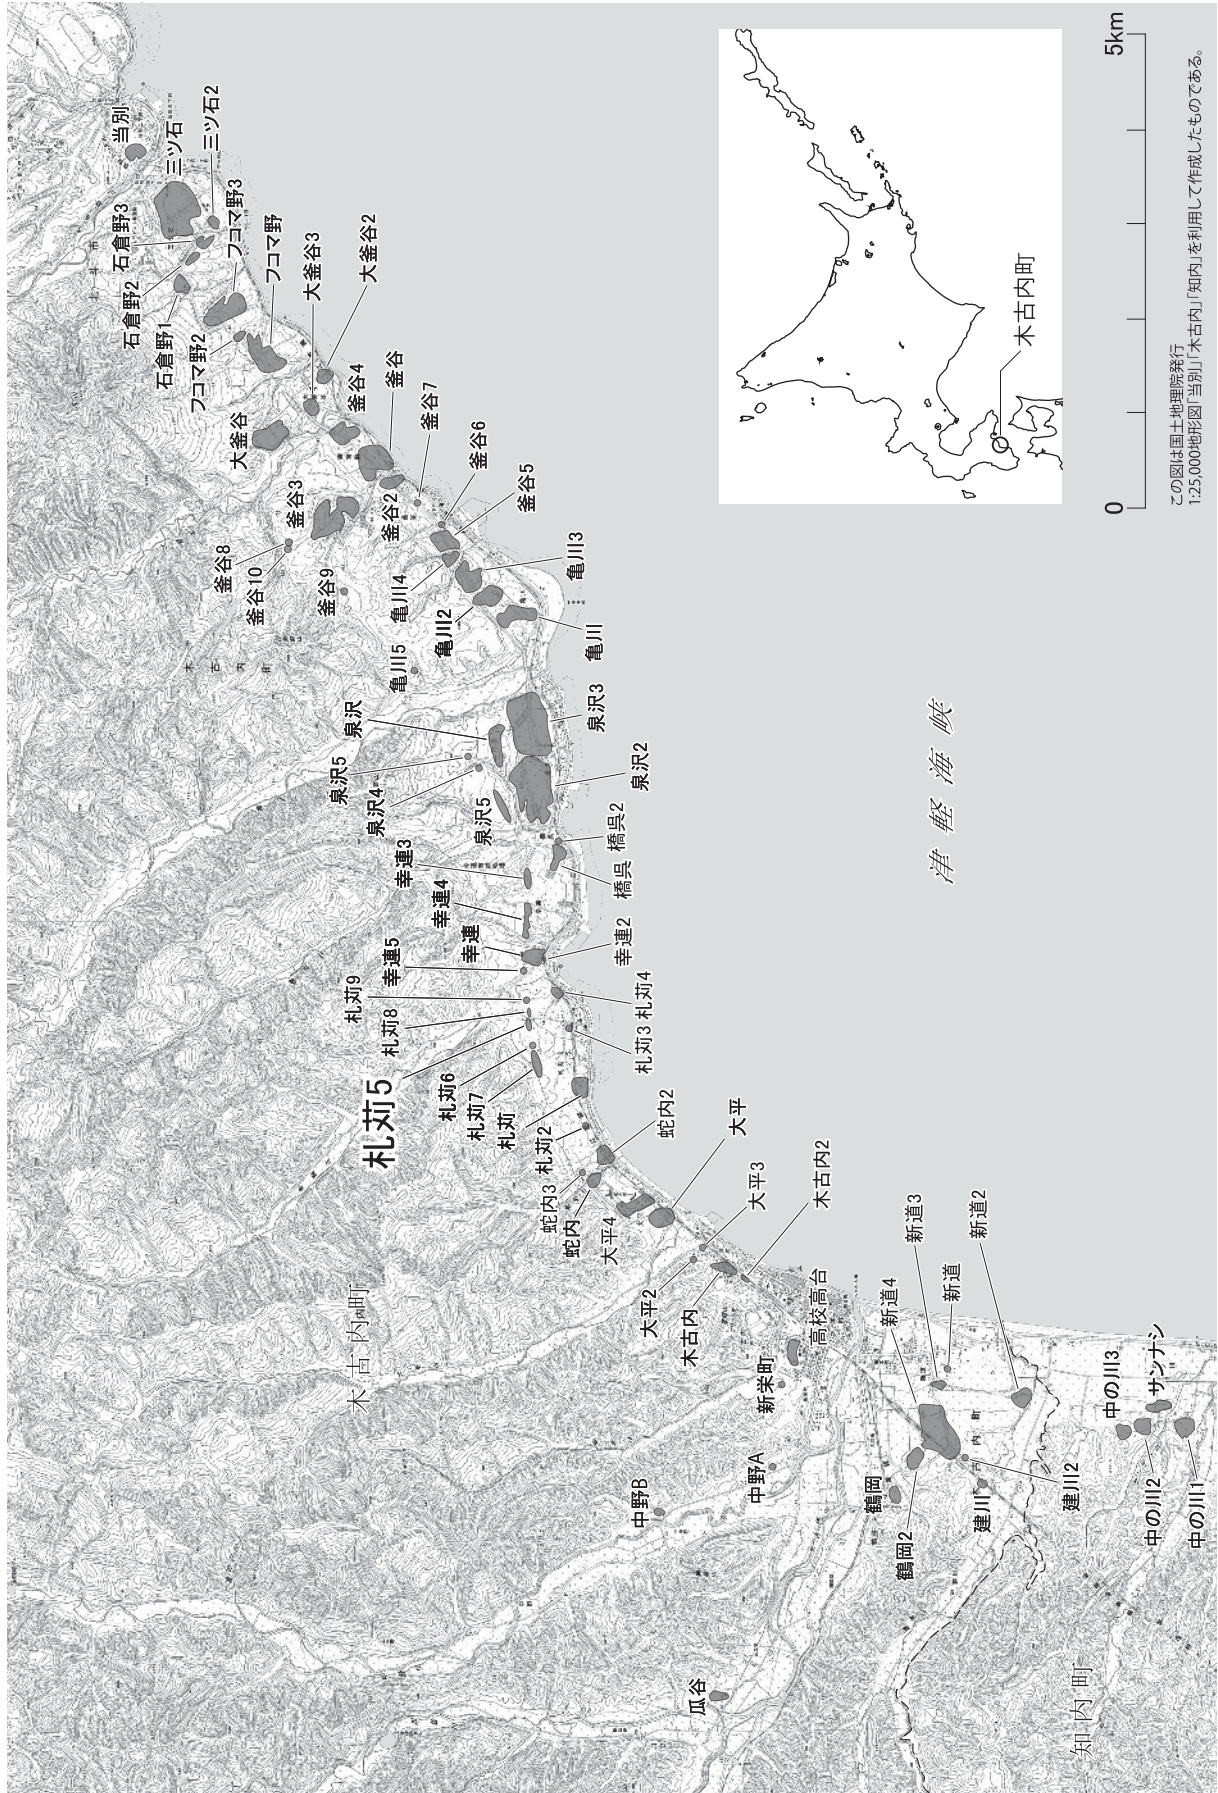 当別
三ツ石
三ツ石2
石倉野3
石倉野2
石倉野1
フコマ野3
フコマ野2
フコマ野
大釜谷3
大釜谷2
大釜谷
釜谷4
釜谷
釜谷7
釜谷6
釜谷5
釜谷2
釜谷3
釜谷8
釜谷10
釜谷9
亀川3
亀川4
亀川2
亀川
亀川5
泉沢
泉沢3
泉沢5
泉沢4
泉沢2
泉沢5
橋呉2
橋呉
幸連3
幸連4
幸連
幸連2
幸連5
札苅9
札苅8
札苅4
札苅3
札苅5
札苅6
札苅7
札苅
札苅2
蛇内2
蛇内3
蛇内
大平4
大平
大平3
大平2
木古内2
木古内
高校高台
新栄町
中野A
中野B
瓜谷
新道4
新道3
新道
新道2
鶴岡
鶴岡2
建川
建川2
中の川3
サンナシ
中の川2
中の川1
木古内町
知内町
津軽海峡
木古内町
0
5km
この図は国土地理院発行
1:25,000地形図「当別」「木古内」「知内」を利用して作成したものである。